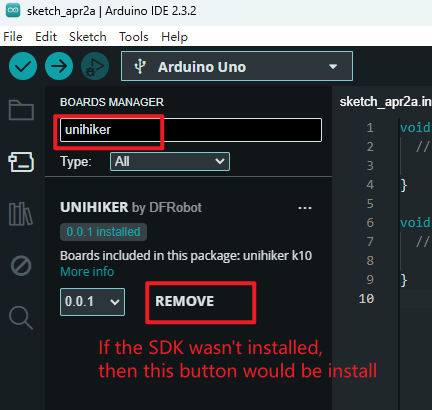 sketch_apr2a | Arduino IDE 2.3.2
File Edit Sketch Tools Help
Arduino Uno
BOARDS MANAGER
unihiker
Type: All
UNIHIKER by DFRobot
0.0.1 installed
Boards included in this package: unihiker k10
More info
0.0.1 REMOVE
If the SDK wasn't installed,
then this button would be install
sketch_apr2a.in
1 void
2 //
3
4 }
5
6 void
7 //
8
9 }
10